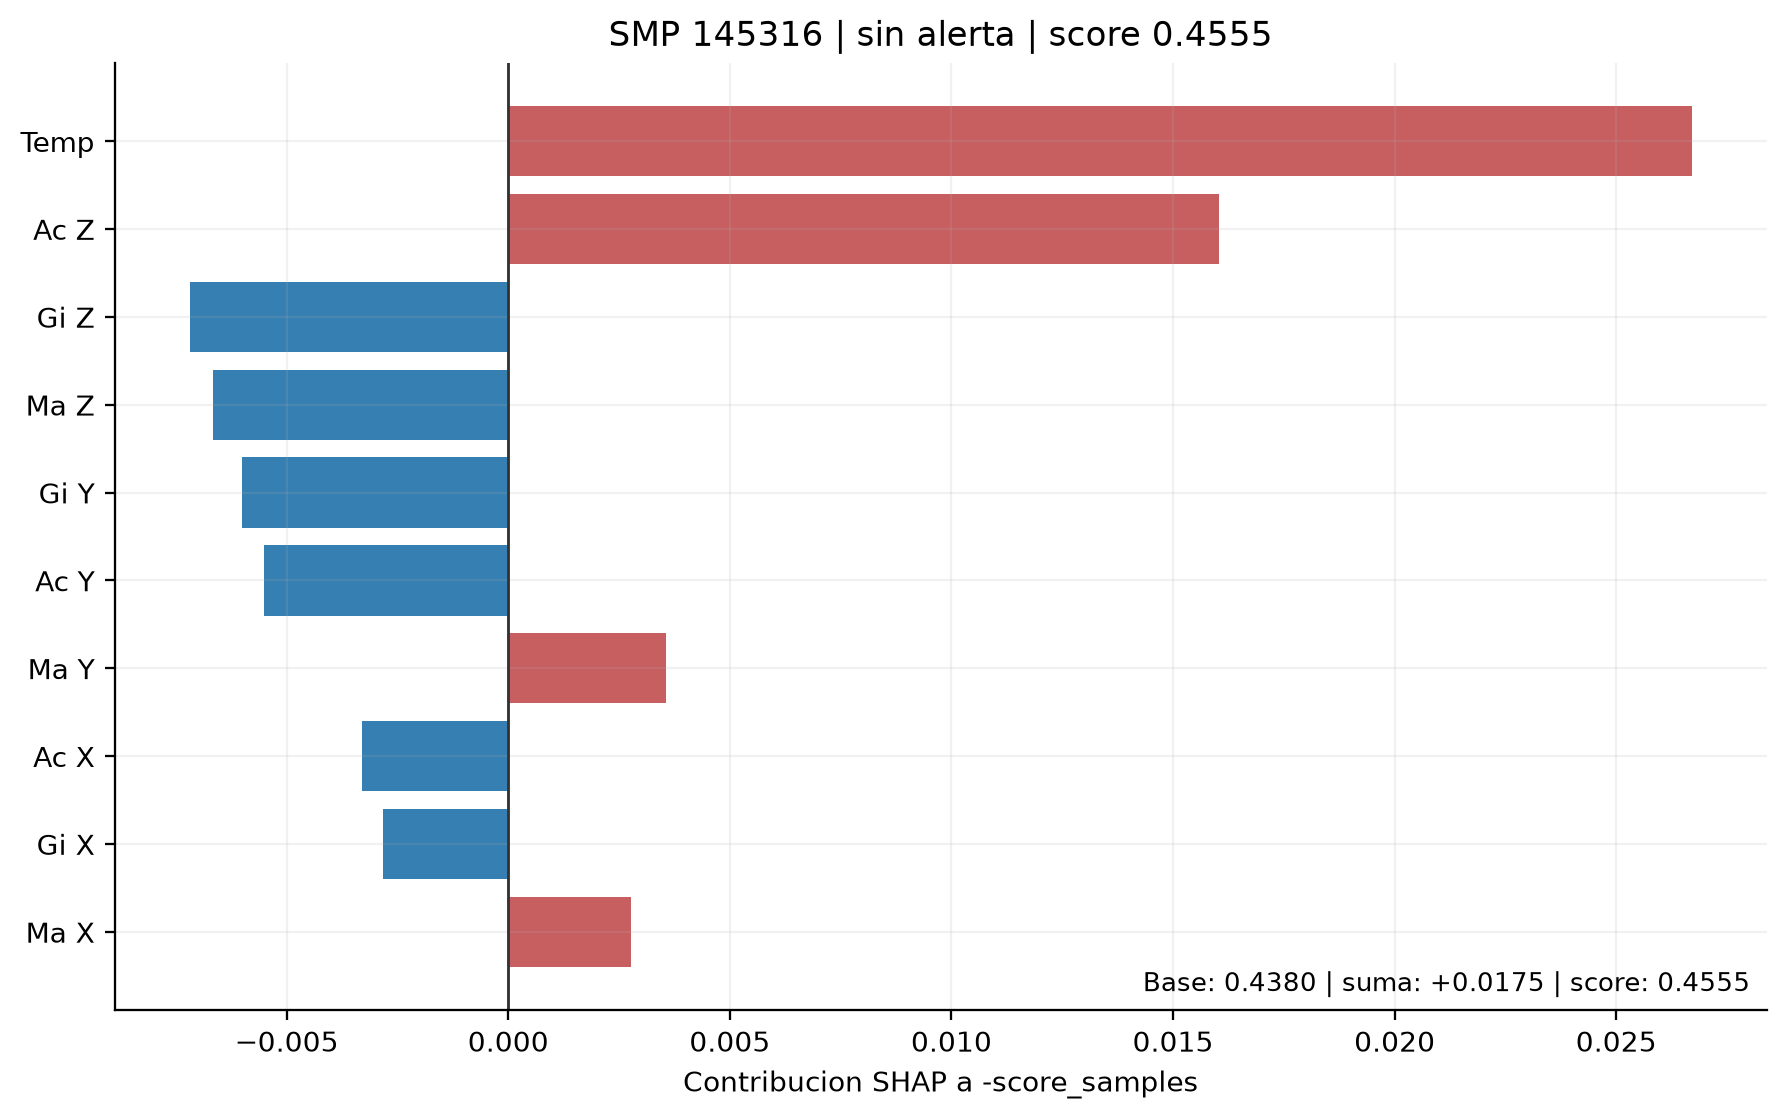 SMP 145316 | sin alerta | score 0.4555
Temp
Ac Z
Gi Z
Ma Z
Gi Y
Ac Y
Ma Y
Ac X
Gi X
Ma X
Base: 0.4380 | suma: +0.0175 | score: 0.4555
−0.005 0.000 0.005 0.010 0.015 0.020 0.025
Contribucion SHAP a -score_samples